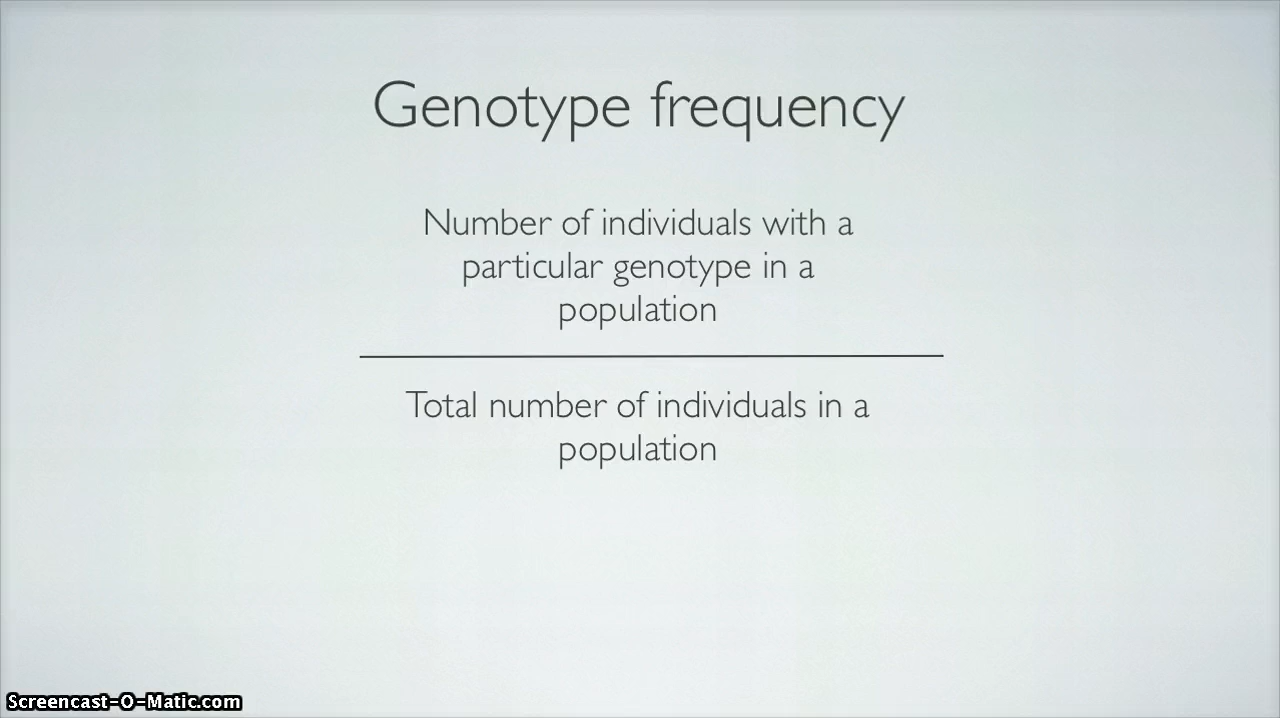 Genotype frequency
Number of individuals with a
particular genotype in a
population
Total number of individuals in a
population
Screencast-O-Matic.com